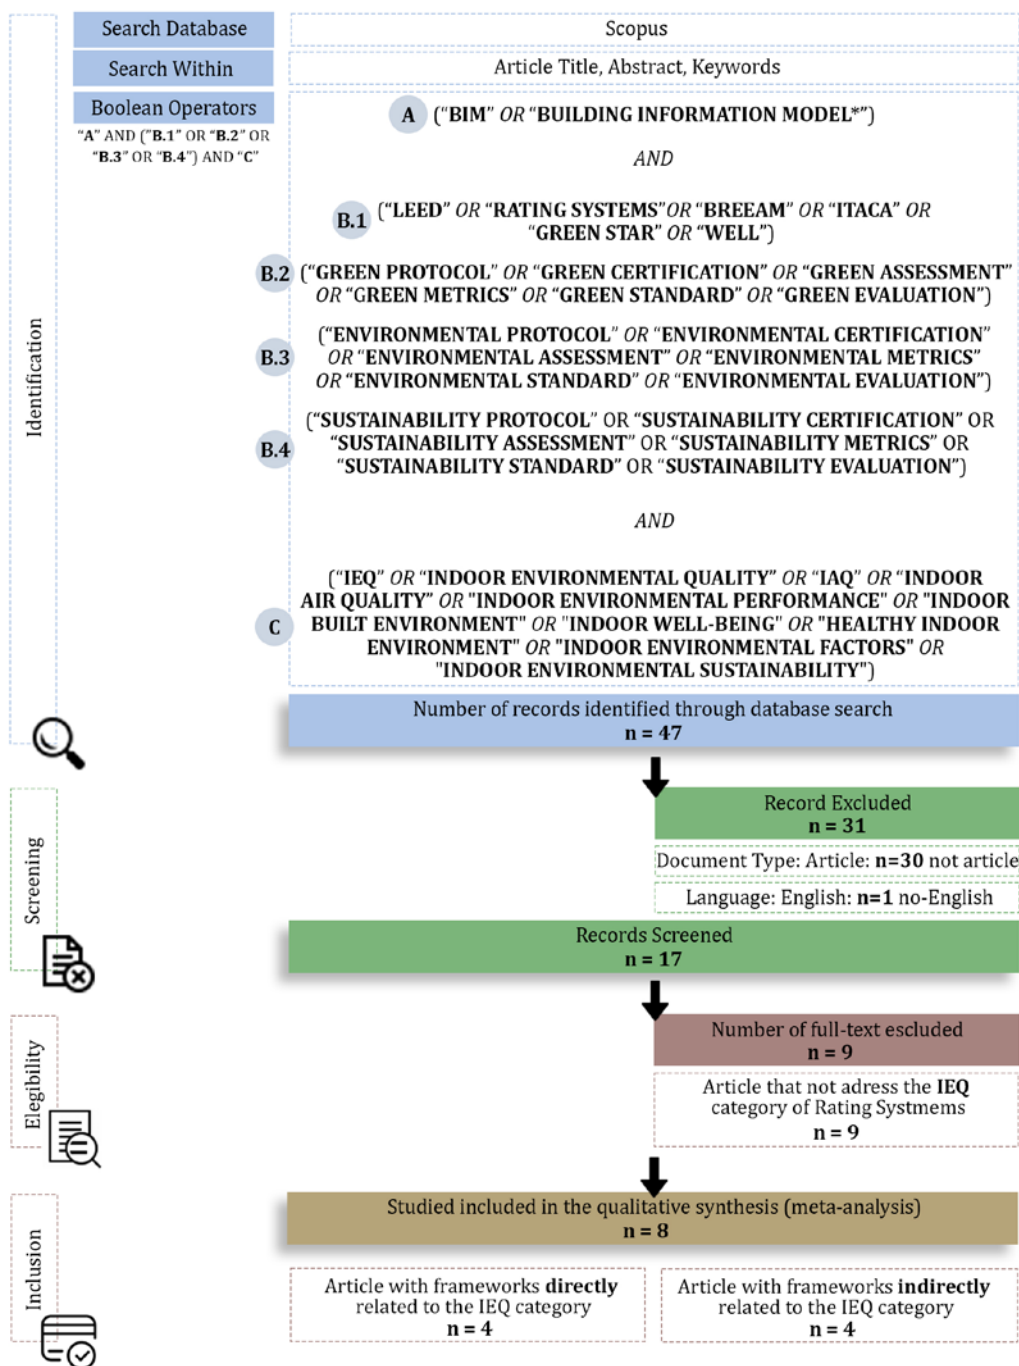 Search Database
Scopus
Search Within
Article Title, Abstract, Keywords
Boolean Operators
"A" AND ("B.1" OR "B.2" OR
"B.3" OR "B.4") AND "C"
Identification
A
("BIM" OR "BUILDING INFORMATION MODEL*")
AND
B.1
("LEED" OR "RATING SYSTEMS"OR "BREEAM" OR "ITACA" OR
"GREEN STAR" OR "WELL")
B.2
("GREEN PROTOCOL" OR "GREEN CERTIFICATION" OR "GREEN ASSESSMENT"
OR "GREEN METRICS" OR "GREEN STANDARD" OR "GREEN EVALUATION")
B.3
("ENVIRONMENTAL PROTOCOL" OR "ENVIRONMENTAL CERTIFICATION"
OR "ENVIRONMENTAL ASSESSMENT" OR "ENVIRONMENTAL METRICS"
OR "ENVIRONMENTAL STANDARD" OR "ENVIRONMENTAL EVALUATION")
B.4
("SUSTAINABILITY PROTOCOL" OR "SUSTAINABILITY CERTIFICATION" OR
"SUSTAINABILITY ASSESSMENT" OR "SUSTAINABILITY METRICS" OR
"SUSTAINABILITY STANDARD" OR "SUSTAINABILITY EVALUATION")
AND
C
("IEQ" OR "INDOOR ENVIRONMENTAL QUALITY" OR "IAQ" OR "INDOOR
AIR QUALITY" OR "INDOOR ENVIRONMENTAL PERFORMANCE" OR "INDOOR
BUILT ENVIRONMENT" OR "INDOOR WELL-BEING" OR "HEALTHY INDOOR
ENVIRONMENT" OR "INDOOR ENVIRONMENTAL FACTORS" OR
"INDOOR ENVIRONMENTAL SUSTAINABILITY")
Number of records identified through database search
n = 47
Screening
Record Excluded
n = 31
Document Type: Article: n=30 not article
Language: English: n=1 no-English
Records Screened
n = 17
Elegibility
Number of full-text escluded
n = 9
Article that not adress the IEQ
category of Rating Systmems
n = 9
Inclusion
Studied included in the qualitative synthesis (meta-analysis)
n = 8
Article with frameworks directly
related to the IEQ category
n = 4
Article with frameworks indirectly
related to the IEQ category
n = 4